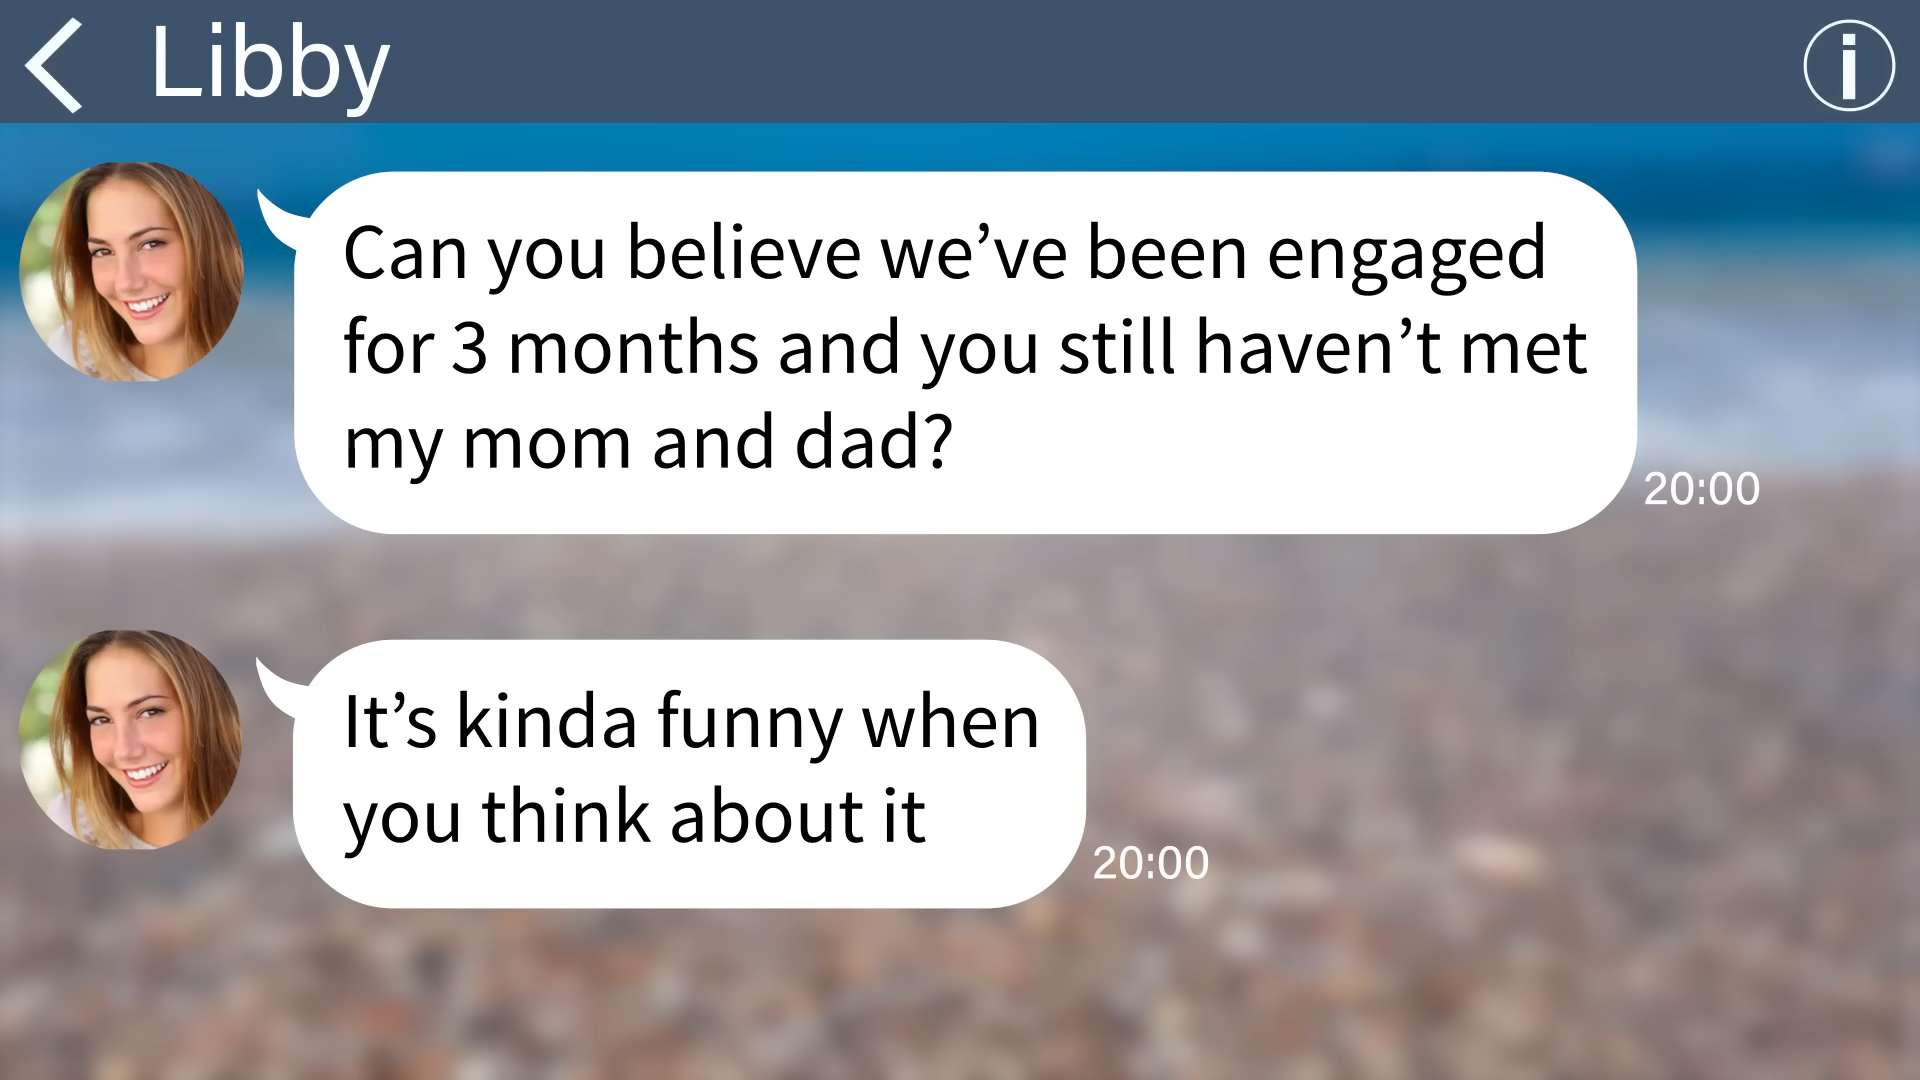 Libby
Can you believe we’ve been engaged
for 3 months and you still haven’t met
my mom and dad?
20:00
It’s kinda funny when
you think about it
20:00